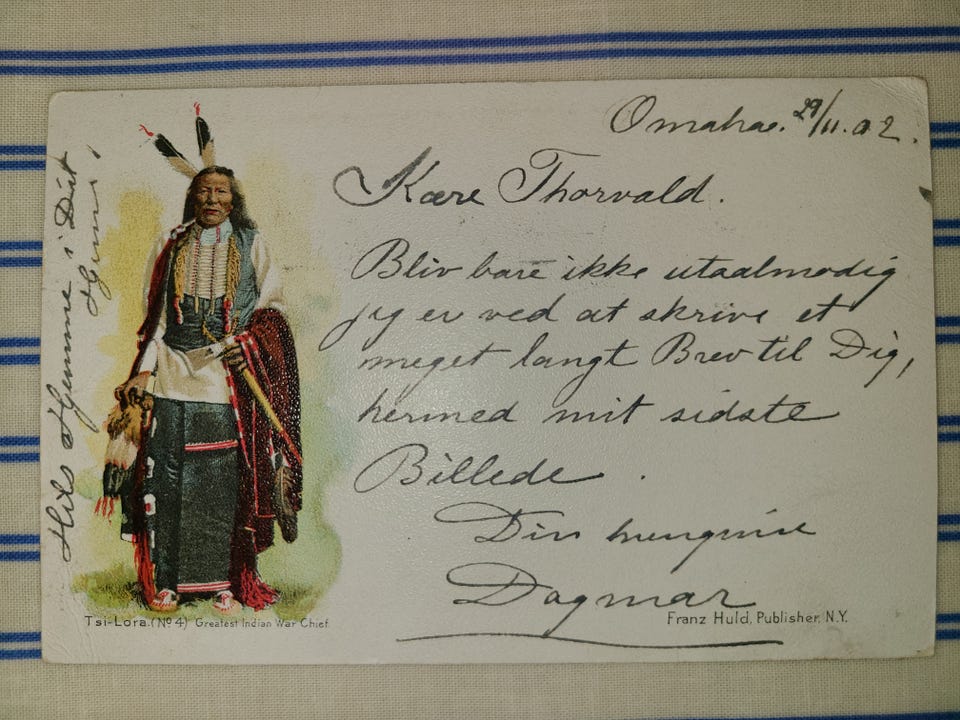 Omaha. 29/11.02.
Kære Thorvald.
Bliv bare ikke utaalmodig
jeg er ved at skrive et
meget langt Brev til Dig,
hermed mit sidste
Billede.
Din
Dagmar
Hils Hjemme i Dit
Hjem,
Tsi-Lora.(No 4) Greatest Indian War Chief
Franz Huld, Publisher, N.Y.